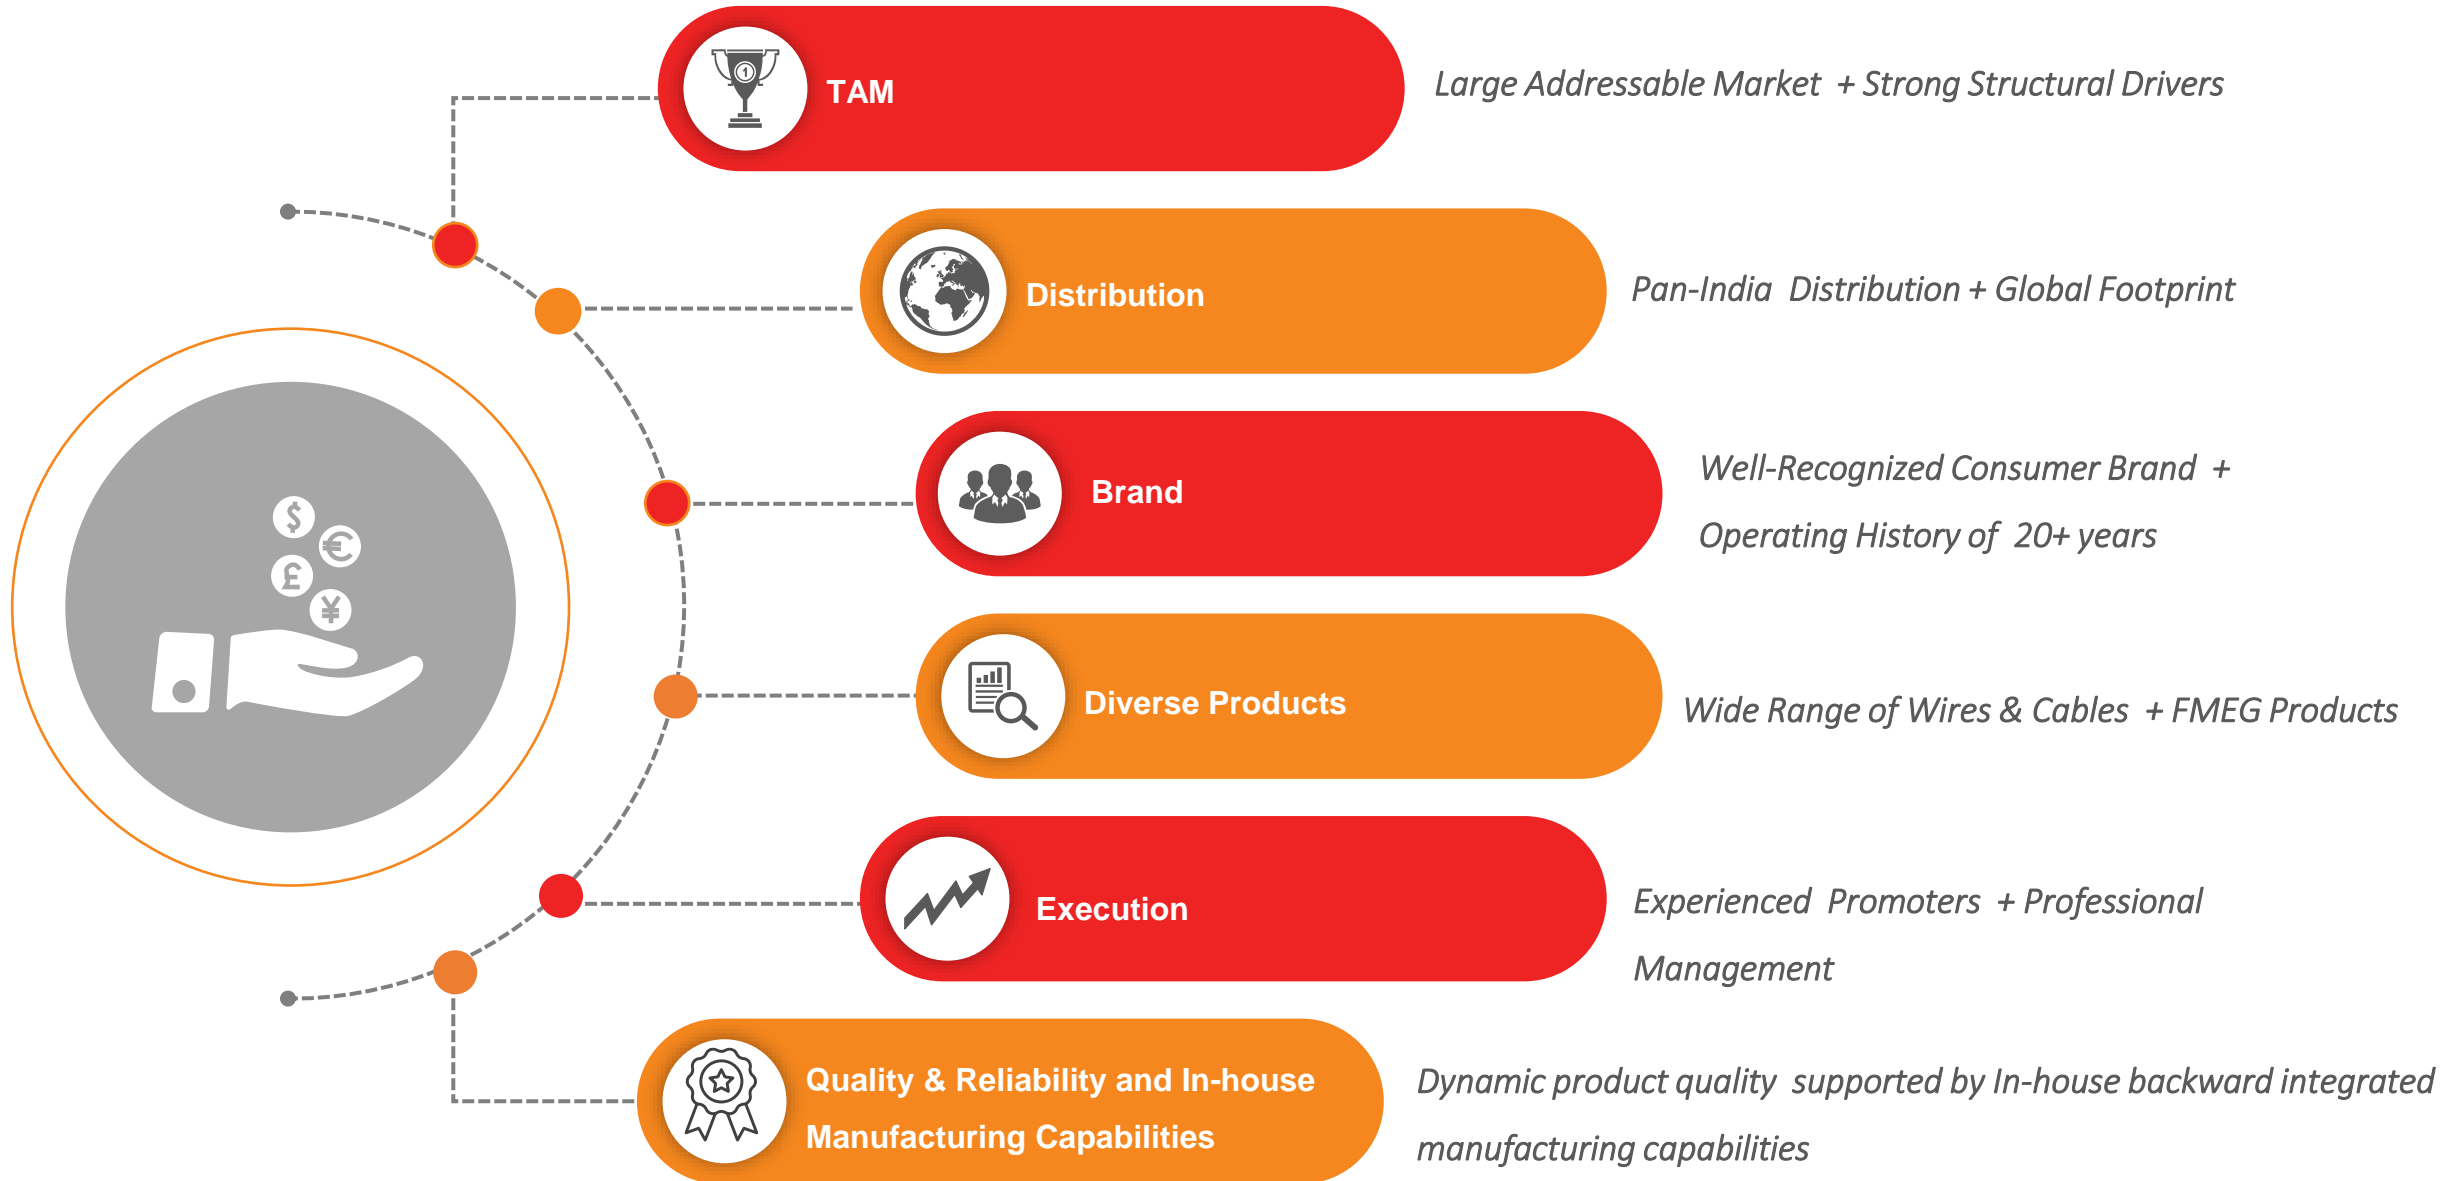 TAM
Large Addressable Market + Strong Structural Drivers
Distribution
Pan-India Distribution + Global Footprint
Brand
Well-Recognized Consumer Brand +
Operating History of 20+ years
Diverse Products
Wide Range of Wires & Cables + FMEG Products
Execution
Experienced Promoters + Professional
Management
Quality & Reliability and In-house
Manufacturing Capabilities
Dynamic product quality supported by In-house backward integrated
manufacturing capabilities
1
$
€
£
¥